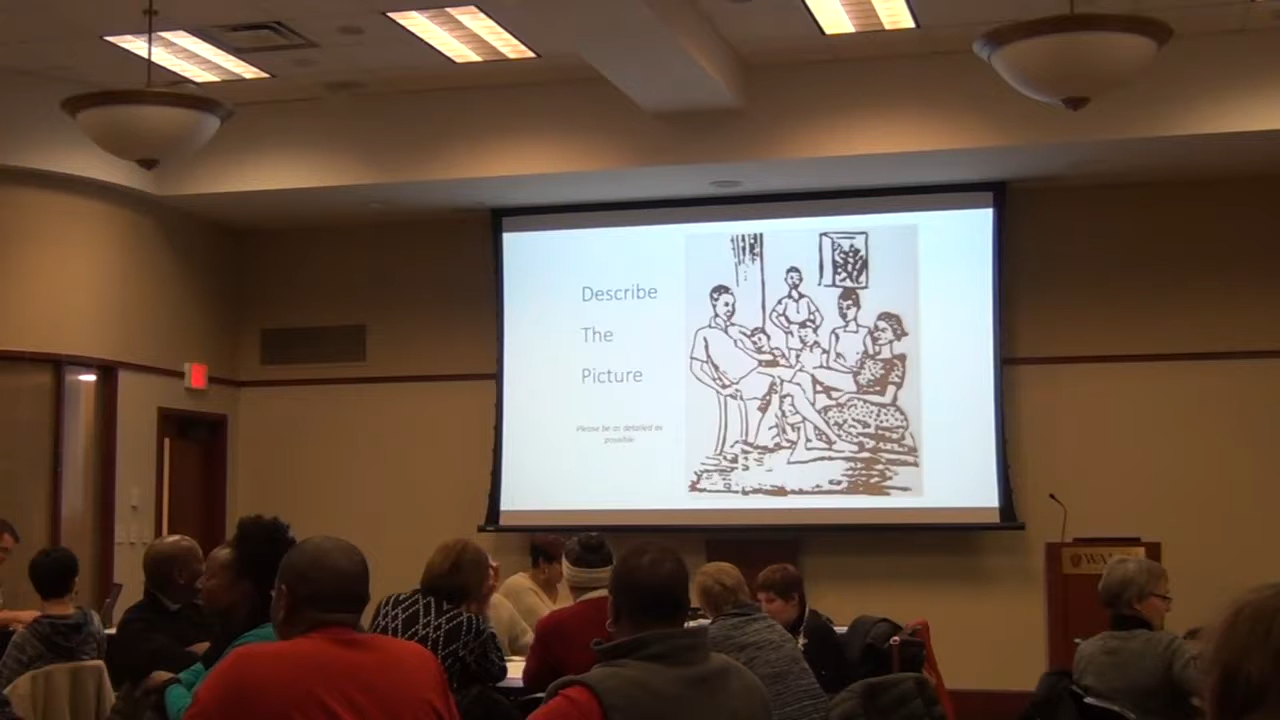 Describe
The
Picture
Please be as detailed as
possible